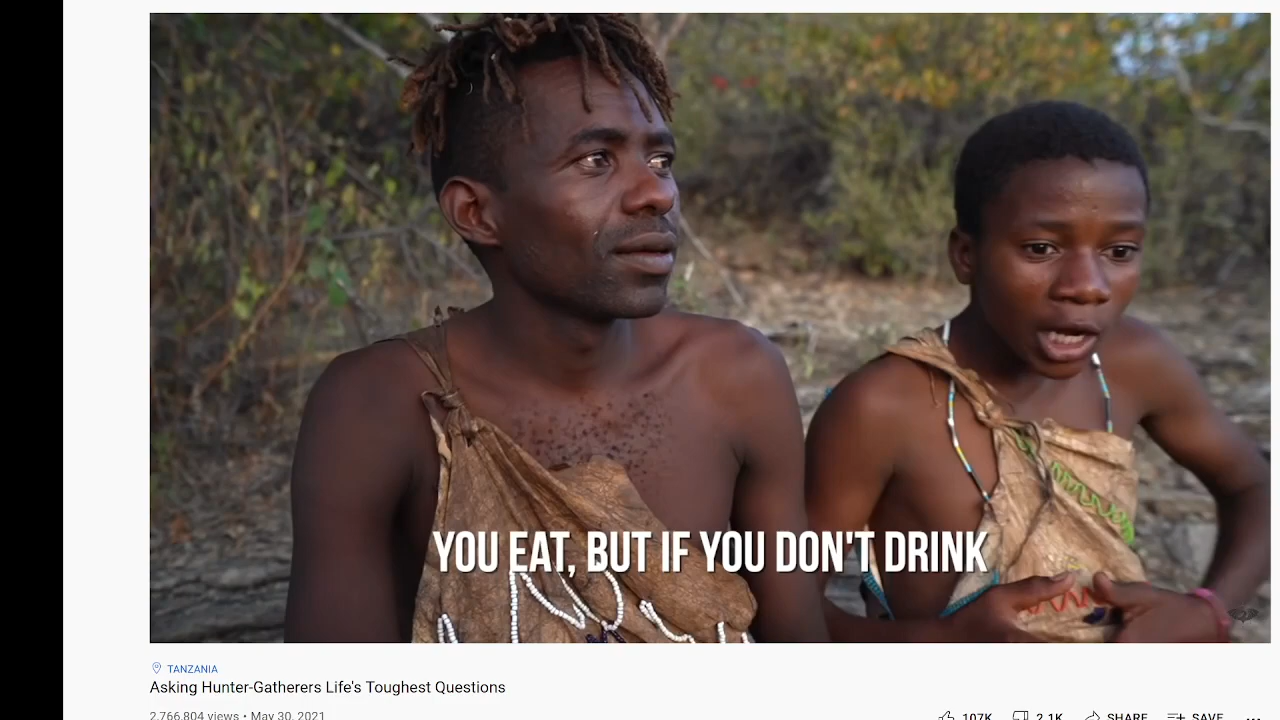 YOU EAT, BUT IF YOU DON'T DRINK
TANZANIA
Asking Hunter-Gatherers Life's Toughest Questions
2,766,804 views • May 30, 2021
107K 2.1K SHARE SAVE ...